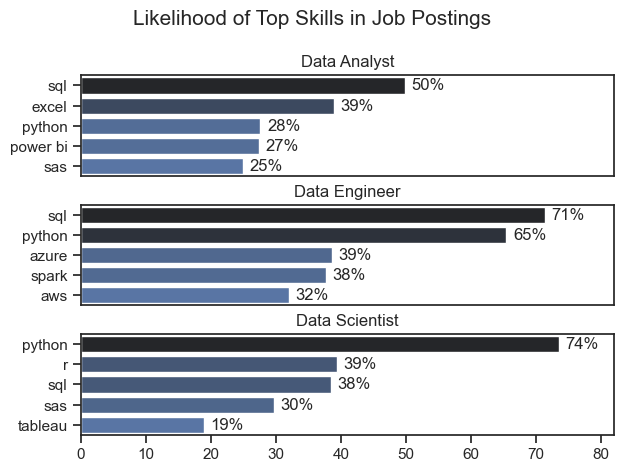 Likelihood of Top Skills in Job Postings
Data Analyst
sql 50%
excel 39%
python 28%
power bi 27%
sas 25%
Data Engineer
sql 71%
python 65%
azure 39%
spark 38%
aws 32%
Data Scientist
python 74%
r 39%
sql 38%
sas 30%
tableau 19%
0 10 20 30 40 50 60 70 80